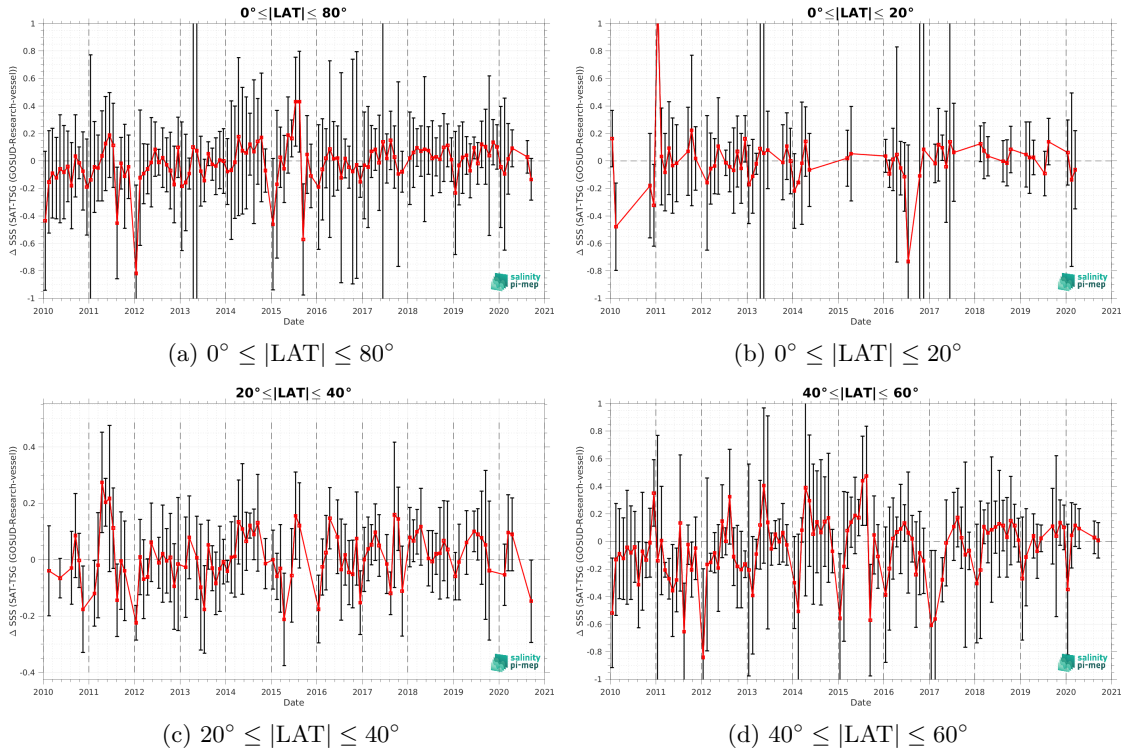 0°≤|LAT|≤ 80°
Δ SSS (SAT-TSG (GOSUD-Research-vessel))
1
0.8
0.6
0.4
0.2
0
-0.2
-0.4
-0.6
-0.8
-1
2010 2011 2012 2013 2014 2015 2016 2017 2018 2019 2020 2021
Date
salinity
pi-mep
(a) 0° ≤ |LAT| ≤ 80°
0°≤|LAT|≤ 20°
Δ SSS (SAT-TSG (GOSUD-Research-vessel))
1
0.8
0.6
0.4
0.2
0
-0.2
-0.4
-0.6
-0.8
-1
2010 2011 2012 2013 2014 2015 2016 2017 2018 2019 2020 2021
Date
salinity
pi-mep
(b) 0° ≤ |LAT| ≤ 20°
20°≤|LAT|≤ 40°
Δ SSS (SAT-TSG (GOSUD-Research-vessel))
0.4
0.2
0
-0.2
-0.4
2010 2011 2012 2013 2014 2015 2016 2017 2018 2019 2020 2021
Date
salinity
pi-mep
(c) 20° ≤ |LAT| ≤ 40°
40°≤|LAT|≤ 60°
Δ SSS (SAT-TSG (GOSUD-Research-vessel))
1
0.8
0.6
0.4
0.2
0
-0.2
-0.4
-0.6
-0.8
-1
2010 2011 2012 2013 2014 2015 2016 2017 2018 2019 2020 2021
Date
salinity
pi-mep
(d) 40° ≤ |LAT| ≤ 60°